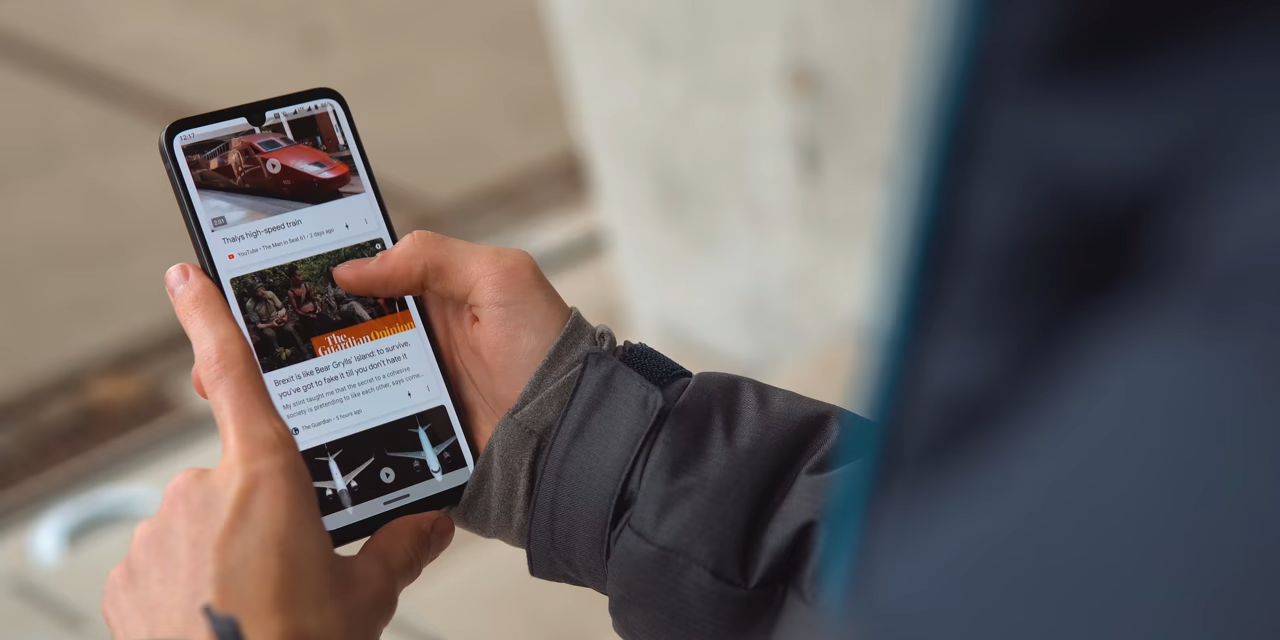 12:17
2:01
Thalys high-speed train
YouTube • The Man in Seat 61 • 2 days ago
The
Guardian Opinion
Brexit is like Bear Grylls' Island: to survive,
you've got to fake it till you don't hate it
My stint taught me that the secret to a cohesive
society is pretending to like each other, says come...
The Guardian • 5 hours ago